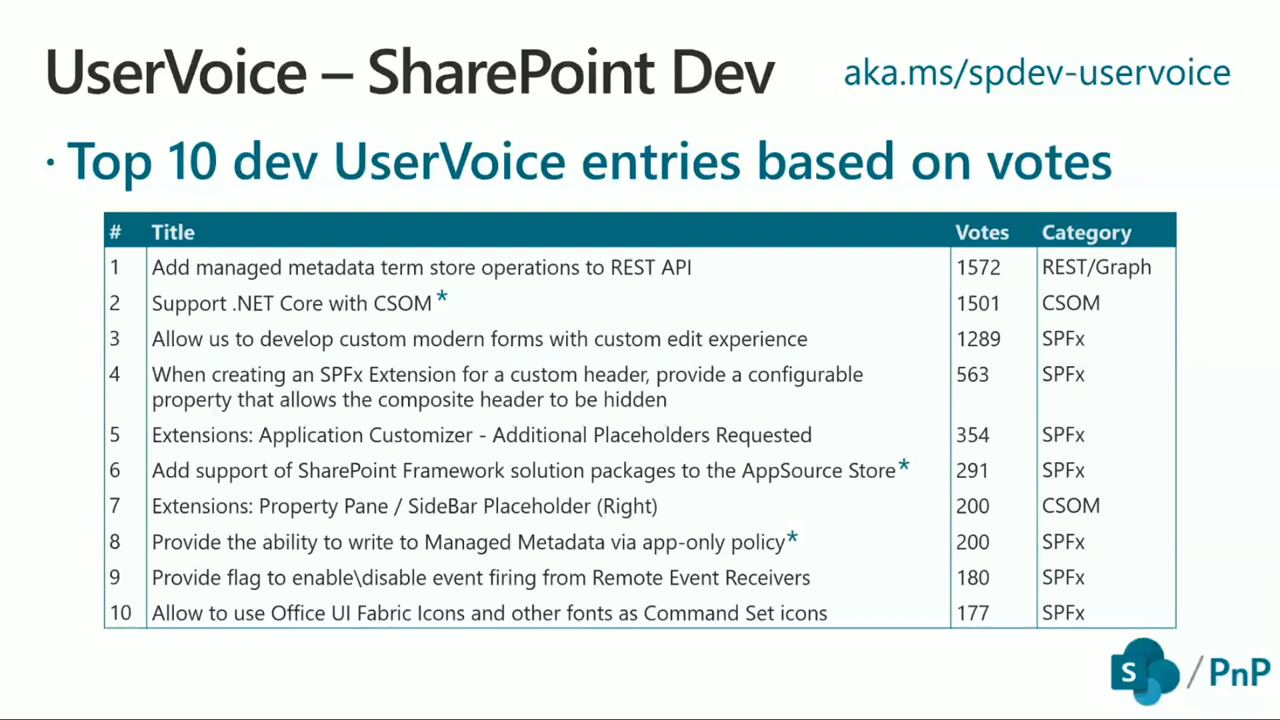 UserVoice – SharePoint Dev
aka.ms/spdev-uservoice
· Top 10 dev UserVoice entries based on votes
# Title Votes Category
1 Add managed metadata term store operations to REST API 1572 REST/Graph
2 Support .NET Core with CSOM * 1501 CSOM
3 Allow us to develop custom modern forms with custom edit experience 1289 SPFx
4 When creating an SPFx Extension for a custom header, provide a configurable 563 SPFx
property that allows the composite header to be hidden
5 Extensions: Application Customizer - Additional Placeholders Requested 354 SPFx
6 Add support of SharePoint Framework solution packages to the AppSource Store* 291 SPFx
7 Extensions: Property Pane / SideBar Placeholder (Right) 200 CSOM
8 Provide the ability to write to Managed Metadata via app-only policy* 200 SPFx
9 Provide flag to enable\disable event firing from Remote Event Receivers 180 SPFx
10 Allow to use Office UI Fabric Icons and other fonts as Command Set icons 177 SPFx
S / PnP